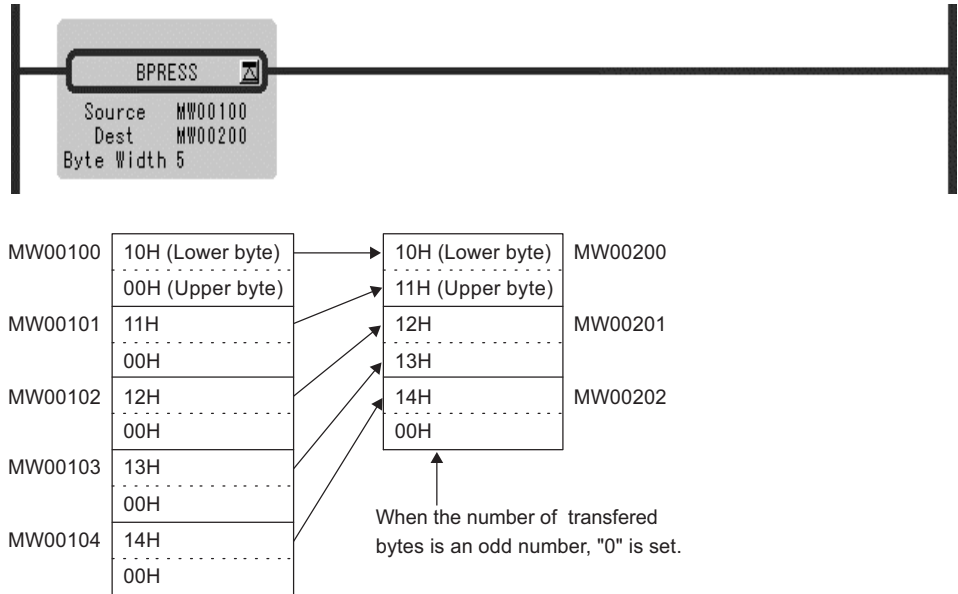 BPRESS
Source MW00100
Dest MW00200
Byte Width 5
MW00100 10H (Lower byte) 10H (Lower byte) MW00200
00H (Upper byte) 11H (Upper byte)
MW00101 11H 12H MW00201
00H 13H
MW00102 12H 14H MW00202
00H 00H
MW00103 13H
00H
When the number of transfered
MW00104 14H
bytes is an odd number, "0" is set.
00H